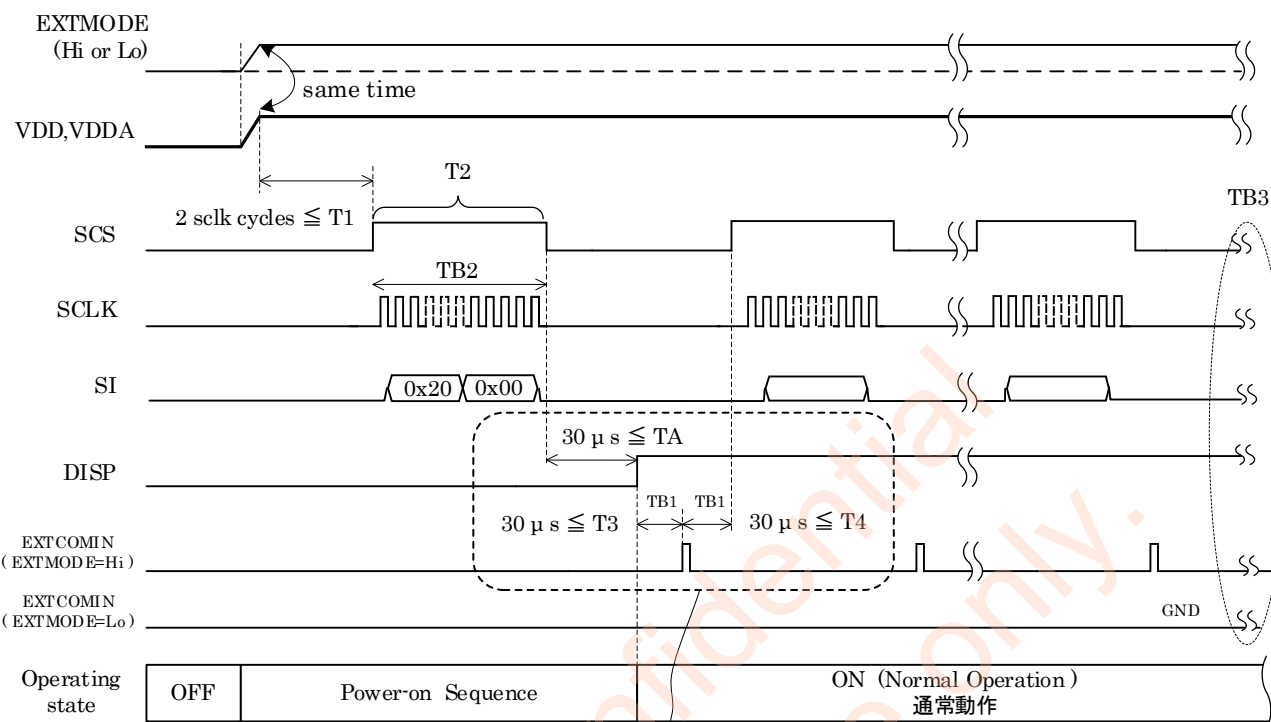 EXTMODE
(Hi or Lo)
same time
VDD,VDDA
T2
2 sclk cycles ≦ T1
TB3
SCS
TB2
SCLK
SI
0x20
0x00
30 μ s ≦ TA
DISP
TB1
TB1
30 μ s ≦ T3
30 μ s ≦ T4
EXTCOMIN
(EXTMODE=Hi)
EXTCOMIN
(EXTMODE=Lo)
GND
Operating
state
OFF
Power-on Sequence
ON (Normal Operation)
通常動作
only.